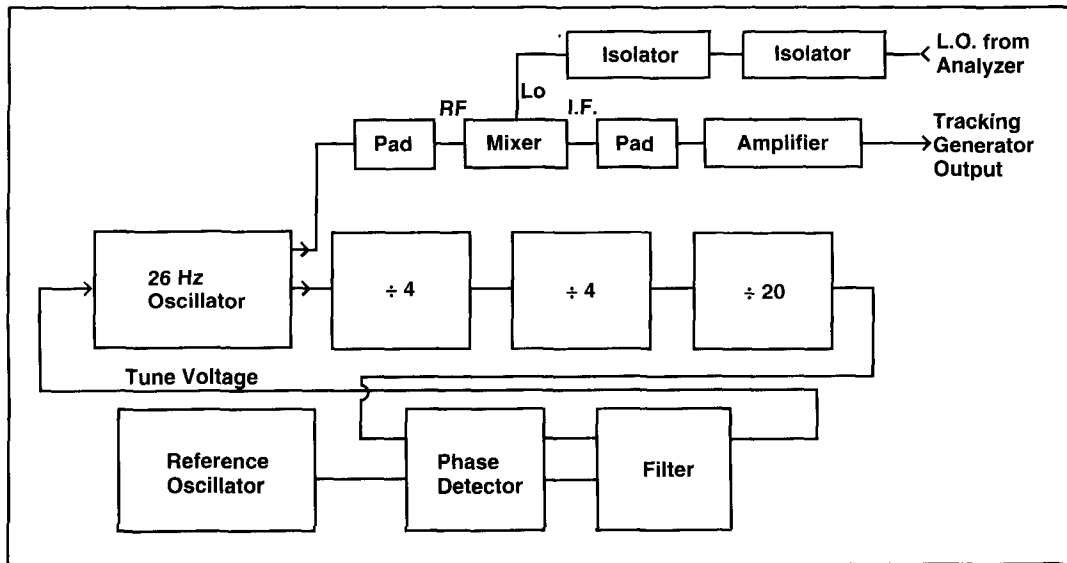 Isolator
Isolator
L.O. from
Analyzer
Lo
RF
I.F.
Pad
Mixer
Pad
Amplifier
Tracking
Generator
Output
26 Hz
Oscillator
÷ 4
÷ 4
÷ 20
Tune Voltage
Reference
Oscillator
Phase
Detector
Filter